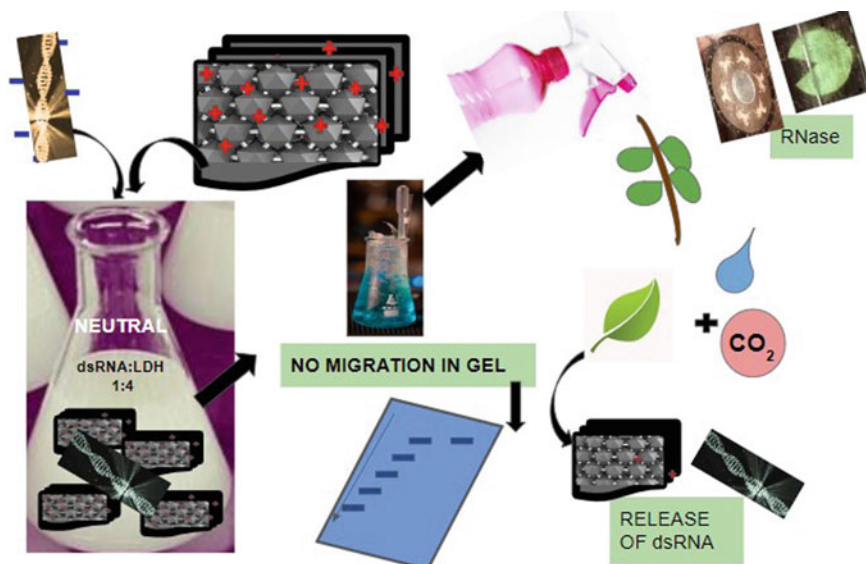 RNase
NEUTRAL
dsRNA:LDH
1:4
NO MIGRATION IN GEL
+
CO2
RELEASE
OF dsRNA